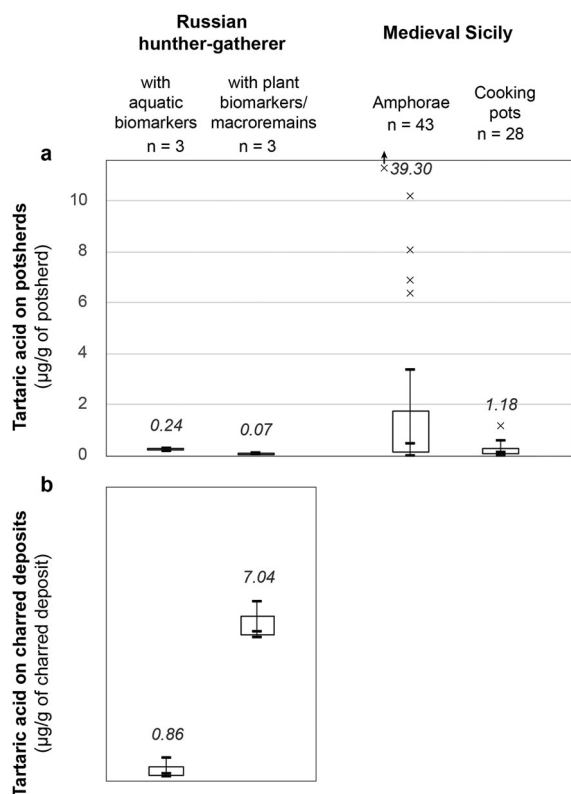 Russian
hunther-gatherer
Medieval Sicily
with
aquatic
biomarkers
n = 3
with plant
biomarkers/
macroremains
n = 3
Amphorae
n = 43
Cooking
pots
n = 28
a
Tartaric acid on potsherds
(µg/g of potsherd)
10
8
6
4
2
0
0.24
0.07
39.30
1.18
b
Tartaric acid on charred deposits
(µg/g of charred deposit)
7.04
0.86